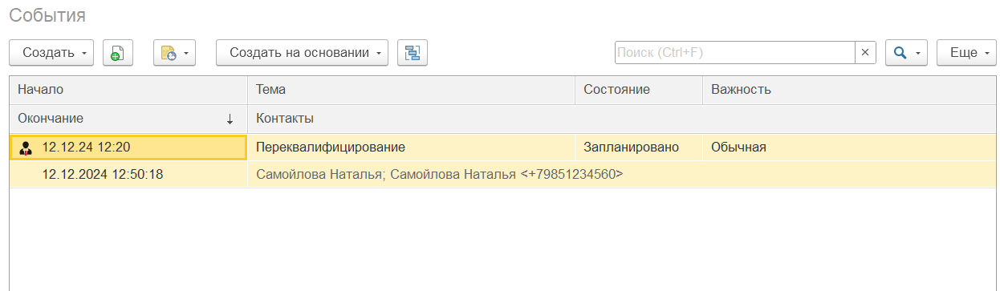 События
Создать Создать на основании Поиск (Ctrl+F) × Еще
Начало Тема Состояние Важность
Окончание ↓ Контакты
12.12.24 12:20 Переквалифицирование Запланировано Обычная
12.12.2024 12:50:18 Самойлова Наталья; Самойлова Наталья <+79851234560>